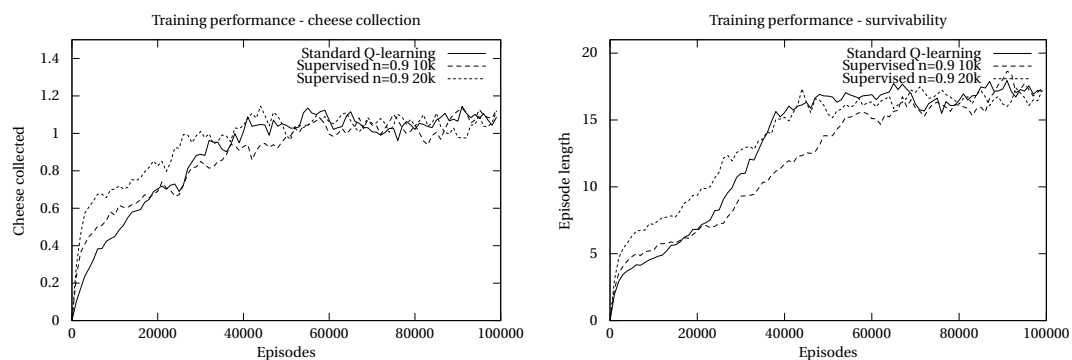 Training performance - cheese collection
1.4
1.2
1
0.8
0.6
0.4
0.2
0
Cheese collected
Standard Q-learning
Supervised n=0.9 10k
Supervised n=0.9 20k
0 20000 40000 60000 80000 100000
Episodes
Training performance - survivability
20
15
10
5
0
Episode length
Standard Q-learning
Supervised n=0.9 10k
Supervised n=0.9 20k
0 20000 40000 60000 80000 100000
Episodes